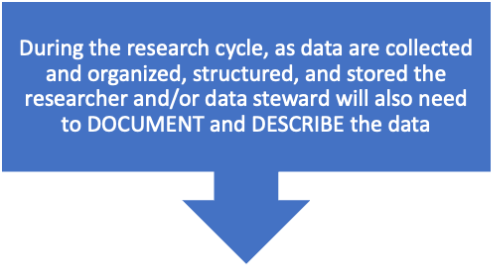 During the research cycle, as data are collected
and organized, structured, and stored the
researcher and/or data steward will also need
to DOCUMENT and DESCRIBE the data